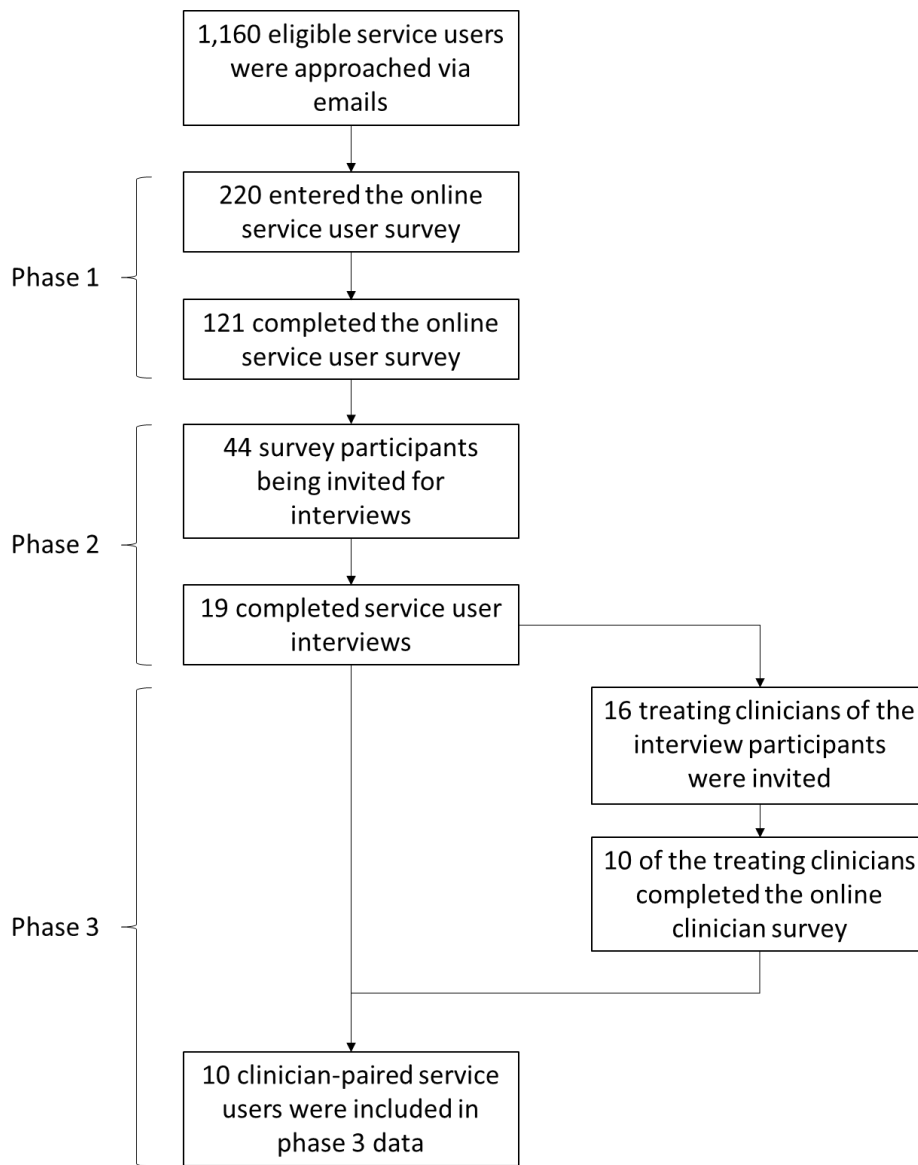 1,160 eligible service users
were approached via
emails
Phase 1
220 entered the online
service user survey
121 completed the online
service user survey
Phase 2
44 survey participants
being invited for
interviews
19 completed service user
interviews
Phase 3
16 treating clinicians of the
interview participants
were invited
10 of the treating clinicians
completed the online
clinician survey
10 clinician-paired service
users were included in
phase 3 data